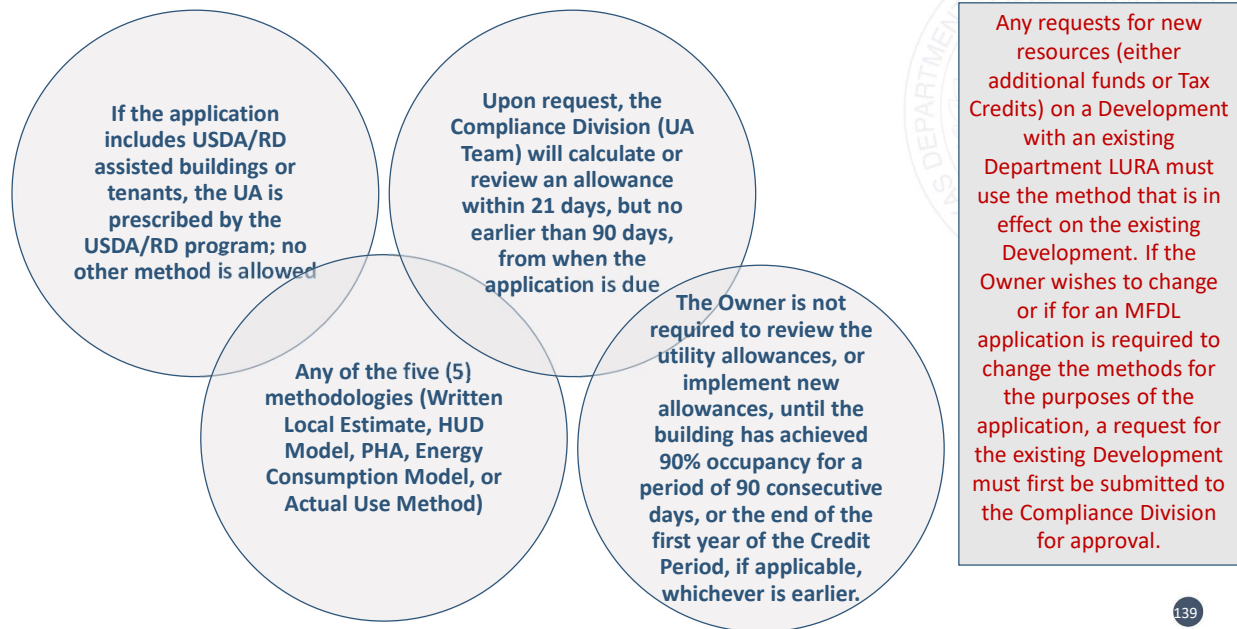 If the application
includes USDA/RD
assisted buildings or
tenants, the UA is
prescribed by the
USDA/RD program; no
other method is allowed
Upon request, the
Compliance Division (UA
Team) will calculate or
review an allowance
within 21 days, but no
earlier than 90 days,
from when the
application is due
Any of the five (5)
methodologies (Written
Local Estimate, HUD
Model, PHA, Energy
Consumption Model, or
Actual Use Method)
The Owner is not
required to review the
utility allowances, or
implement new
allowances, until the
building has achieved
90% occupancy for a
period of 90 consecutive
days, or the end of the
first year of the Credit
Period, if applicable,
whichever is earlier.
Any requests for new
resources (either
additional funds or Tax
Credits) on a Development
with an existing
Department LURA must
use the method that is in
effect on the existing
Development. If the
Owner wishes to change
or if for an MFDL
application is required to
change the methods for
the purposes of the
application, a request for
the existing Development
must first be submitted to
the Compliance Division
for approval.
139